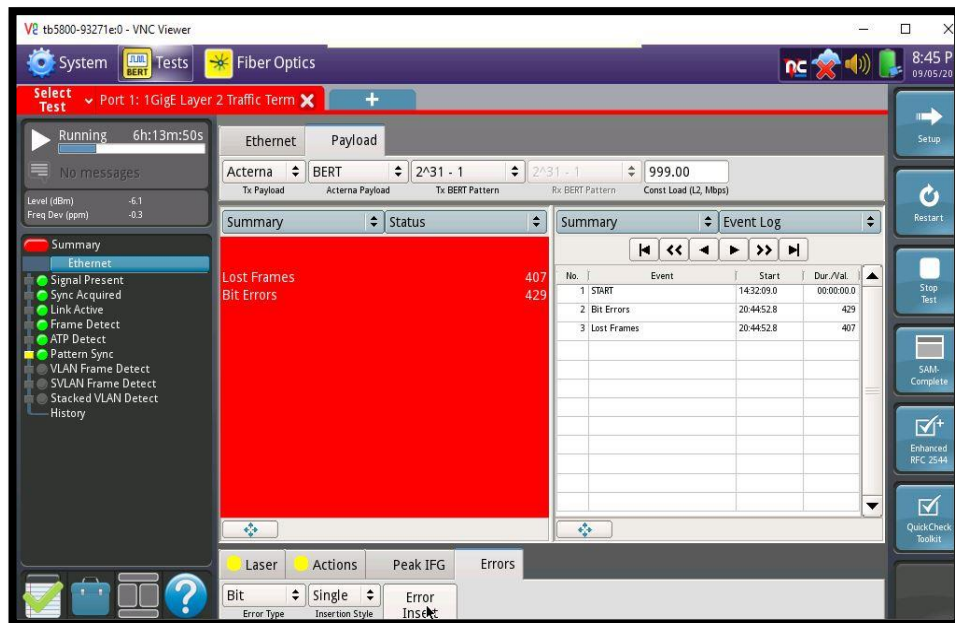 tb5800-93271e:0 - VNC Viewer
System BERT Tests Fiber Optics
8:45 P
09/05/20
Select Test Port 1: 1GigE Layer 2 Traffic Term
Running 6h:13m:50s
No messages
Level (dBm) -6.1
Freq Dev (ppm) -0.3
Summary
Ethernet
Signal Present
Sync Acquired
Link Active
Frame Detect
ATP Detect
Pattern Sync
VLAN Frame Detect
SVLAN Frame Detect
Stacked VLAN Detect
History
Ethernet Payload
Acterna BERT 2^31 - 1 2^31 - 1 999.00
Tx Payload Acterna Payload Tx BERT Pattern Rx BERT Pattern Const Load (L2, Mbps)
Summary Status
Lost Frames 407
Bit Errors 429
Summary Event Log
No. Event Start Dur./Val.
1 START 14:32:09.0 00:00:00.0
2 Bit Errors 20:44:52.8 429
3 Lost Frames 20:44:52.8 407
Laser Actions Peak IFG Errors
Bit Single Error Insert
Error Type Insertion Style
Setup
Restart
Stop Test
SAM-Complete
Enhanced RFC 2544
QuickCheck Toolkit